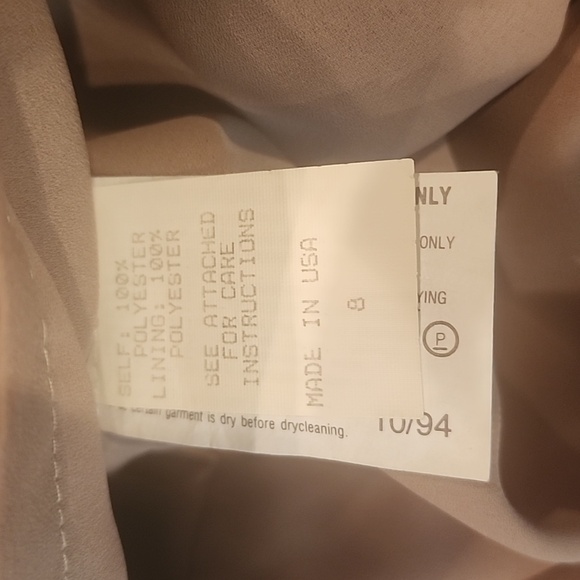 SELF: 100%
POLYESTER
LINING: 100%
POLYESTER
SEE ATTACHED
FOR CARE
INSTRUCTIONS
MADE IN USA
8
NLY
ONLY
YING
P
garment is dry before drycleaning.
10/94